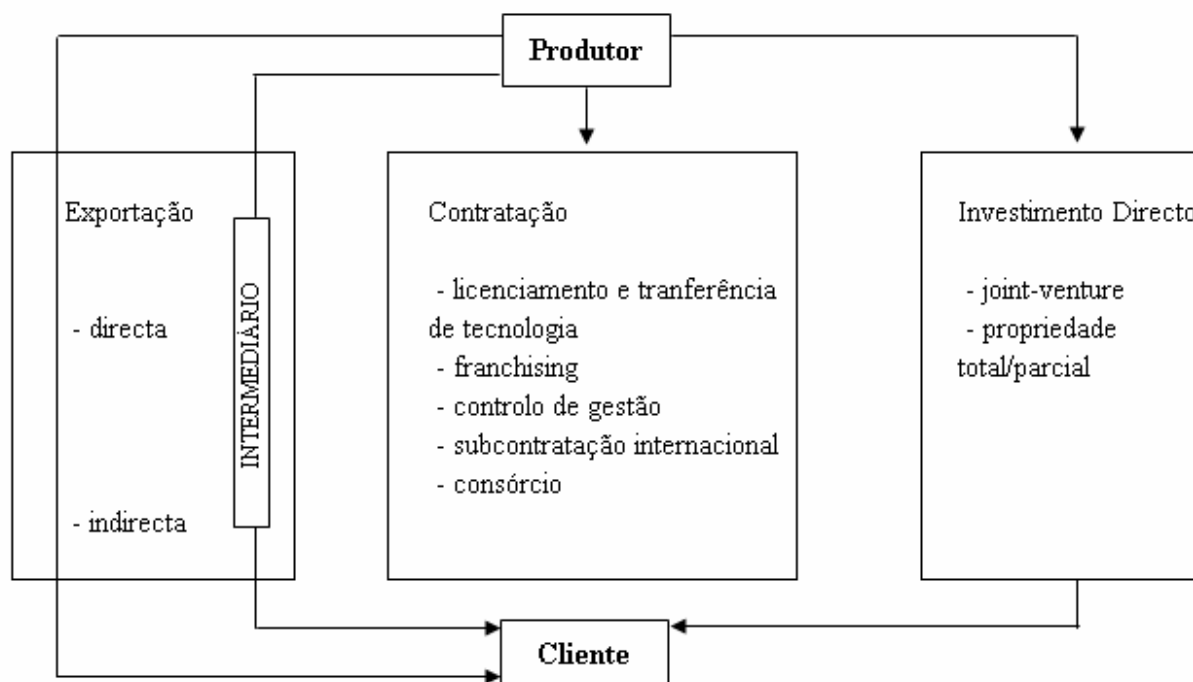 Produtor
Exportação
- directa
- indirecta
INTERMEDIÁRIO
Contratação
- licenciamento e tranferência
de tecnologia
- franchising
- controlo de gestão
- subcontratação internacional
- consórcio
Investimento Directo
- joint-venture
- propriedade
total/parcial
Cliente